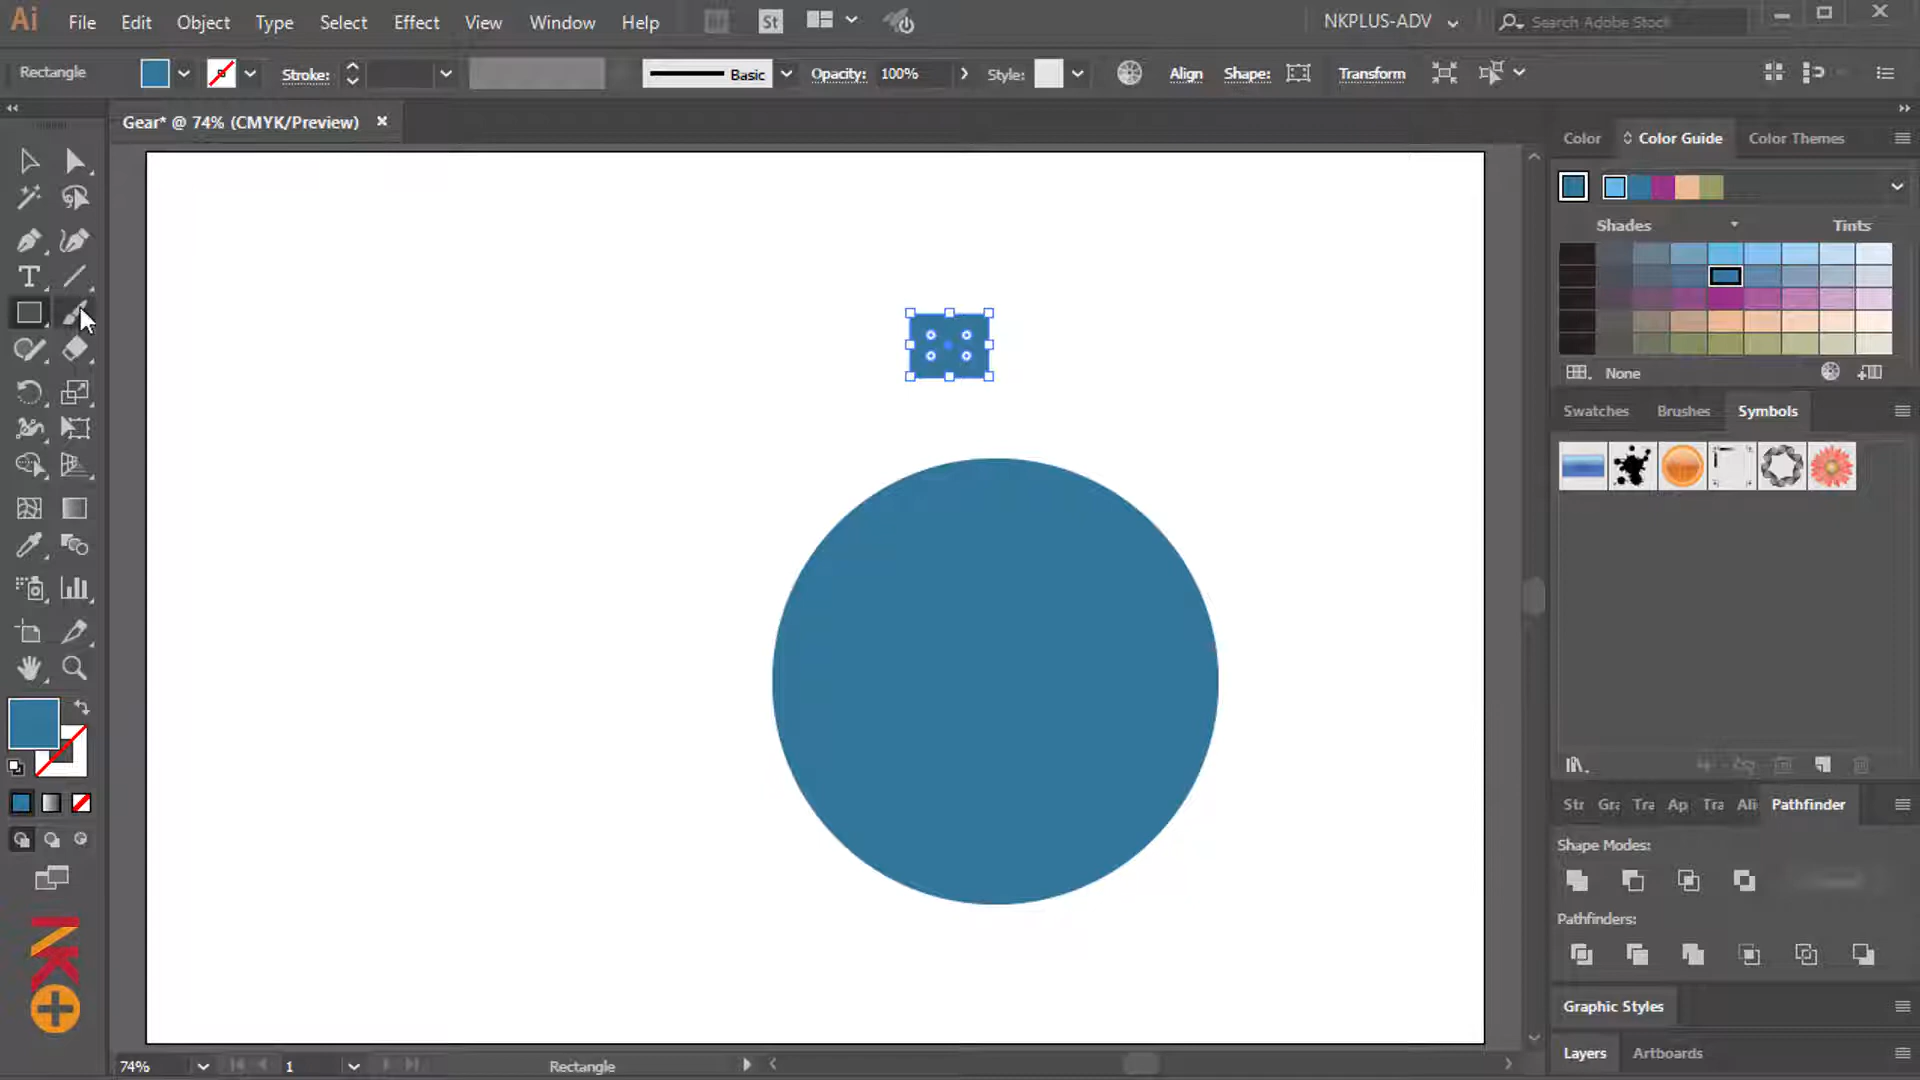 Ai File Edit Object Type Select Effect View Window Help St NKPLUS-ADV Search Adobe Stock
Rectangle Stroke: Basic Opacity: 100% Style: Align Shape: Transform
Gear* @ 74% (CMYK/Preview)
Color Color Guide Color Themes
Shades Tints
None
Swatches Brushes Symbols
Str Gra Tra Ap Tra Ali Pathfinder
Shape Modes:
Pathfinders:
NK
Graphic Styles
Layers Artboards
74% 1 Rectangle